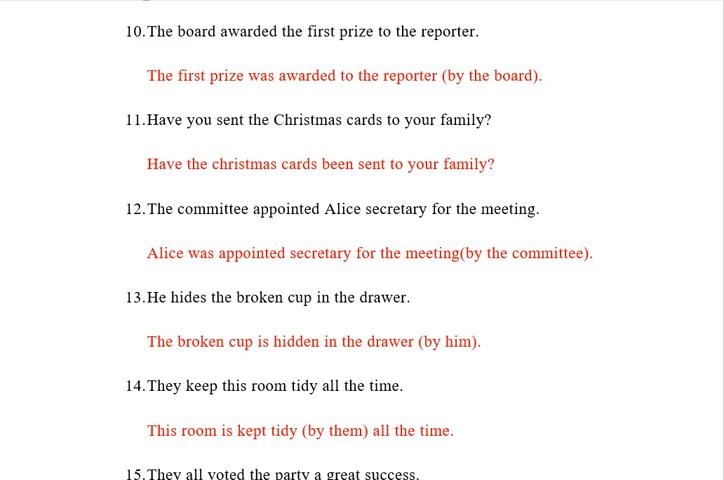 10.The board awarded the first prize to the reporter.
The first prize was awarded to the reporter (by the board).
11.Have you sent the Christmas cards to your family?
Have the christmas cards been sent to your family?
12.The committee appointed Alice secretary for the meeting.
Alice was appointed secretary for the meeting(by the committee).
13.He hides the broken cup in the drawer.
The broken cup is hidden in the drawer (by him).
14.They keep this room tidy all the time.
This room is kept tidy (by them) all the time.
15.They all voted the party a great success.